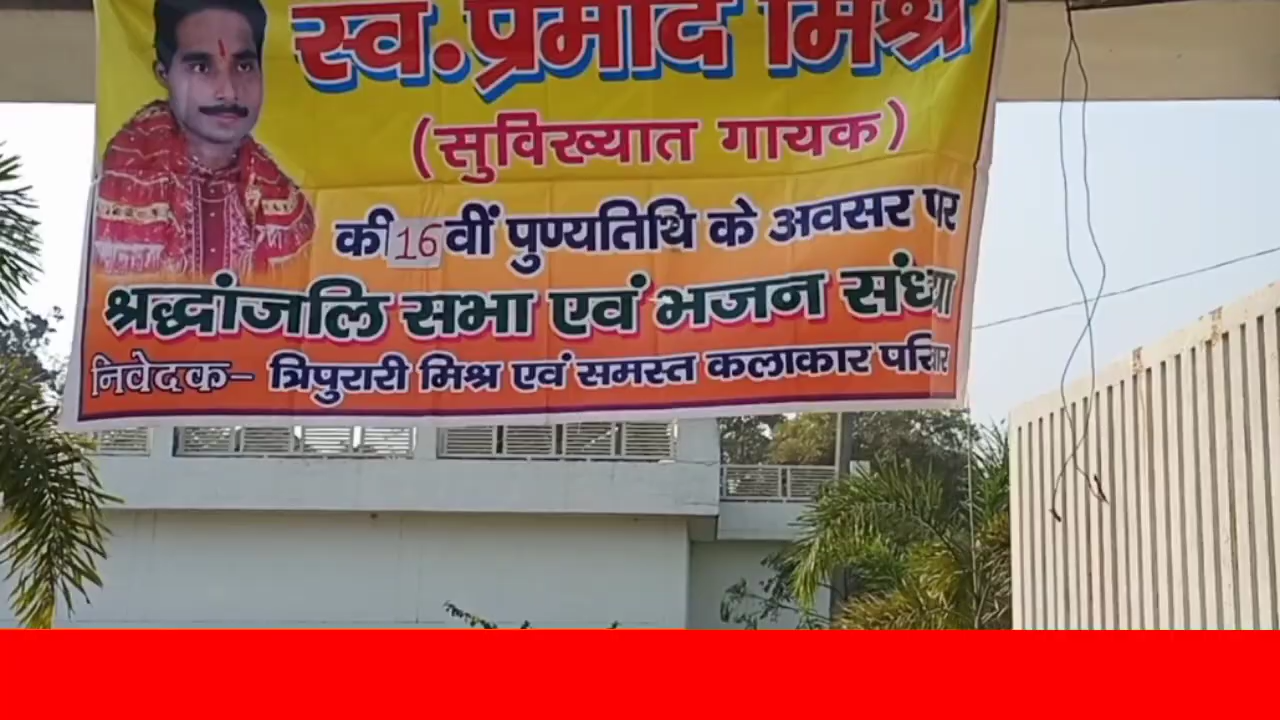 स्व.प्रमोद मिश्र
(सुविख्यात गायक)
की 16 वीं पुण्यतिथि के अवसर पर
श्रद्धांजलि सभा एवं भजन संध्या
निवेदक- त्रिपुरारी मिश्र एवं समस्त कलाकार परिवार